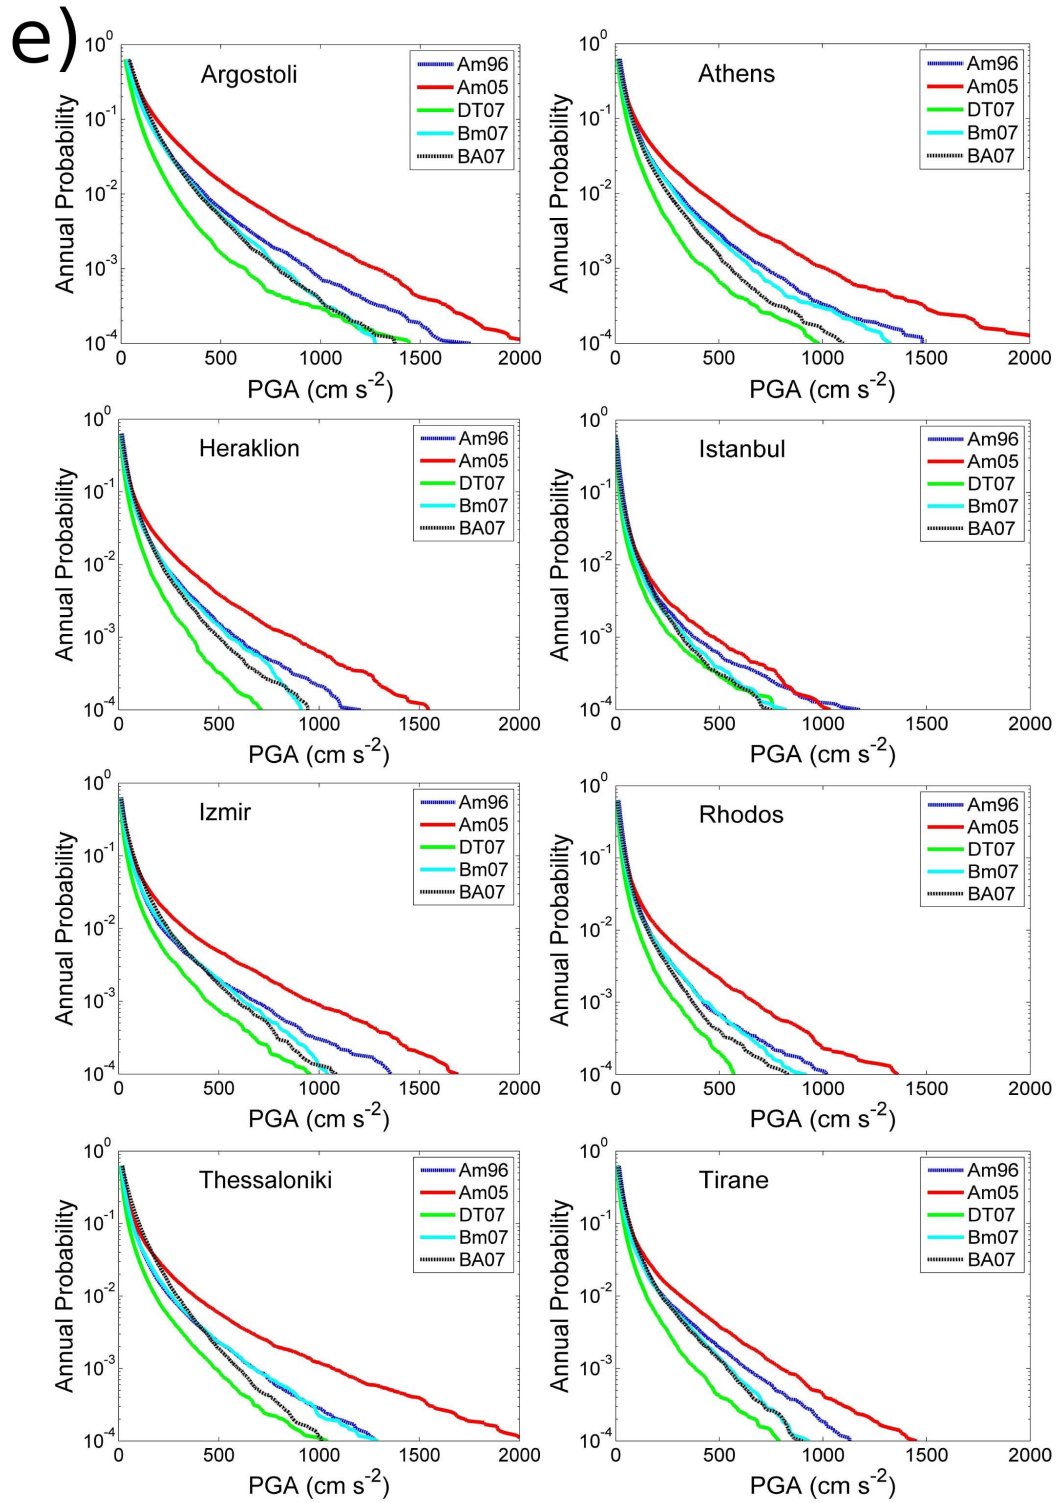 e)
Argostoli
Annual Probability
10^0
10^-1
10^-2
10^-3
10^-4
0 500 1000 1500 2000
PGA (cm s^-2)
Am96
Am05
DT07
Bm07
BA07
Athens
Annual Probability
10^0
10^-1
10^-2
10^-3
10^-4
0 500 1000 1500 2000
PGA (cm s^-2)
Am96
Am05
DT07
Bm07
BA07
Heraklion
Annual Probability
10^0
10^-1
10^-2
10^-3
10^-4
0 500 1000 1500 2000
PGA (cm s^-2)
Am96
Am05
DT07
Bm07
BA07
Istanbul
Annual Probability
10^0
10^-1
10^-2
10^-3
10^-4
0 500 1000 1500 2000
PGA (cm s^-2)
Am96
Am05
DT07
Bm07
BA07
Izmir
Annual Probability
10^0
10^-1
10^-2
10^-3
10^-4
0 500 1000 1500 2000
PGA (cm s^-2)
Am96
Am05
DT07
Bm07
BA07
Rhodos
Annual Probability
10^0
10^-1
10^-2
10^-3
10^-4
0 500 1000 1500 2000
PGA (cm s^-2)
Am96
Am05
DT07
Bm07
BA07
Thessaloniki
Annual Probability
10^0
10^-1
10^-2
10^-3
10^-4
0 500 1000 1500 2000
PGA (cm s^-2)
Am96
Am05
DT07
Bm07
BA07
Tirane
Annual Probability
10^0
10^-1
10^-2
10^-3
10^-4
0 500 1000 1500 2000
PGA (cm s^-2)
Am96
Am05
DT07
Bm07
BA07